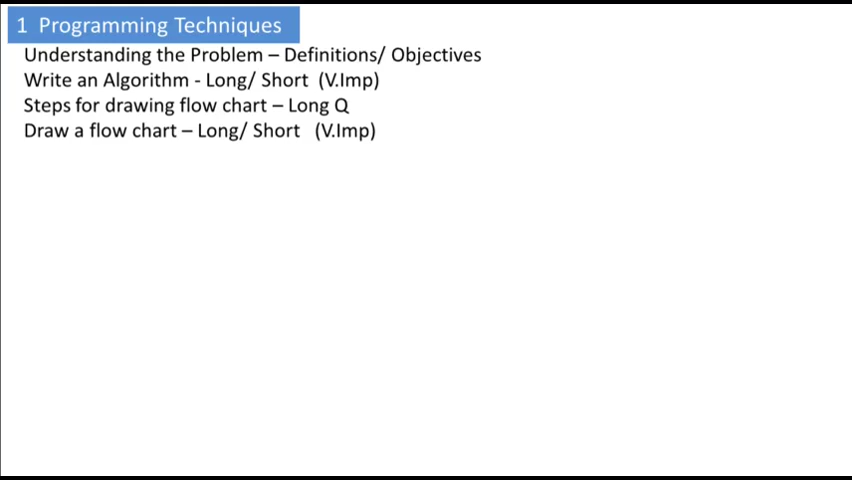 1  Programming Techniques
Understanding the Problem – Definitions/ Objectives
Write an Algorithm - Long/ Short  (V.Imp)
Steps for drawing flow chart – Long Q
Draw a flow chart – Long/ Short   (V.Imp)